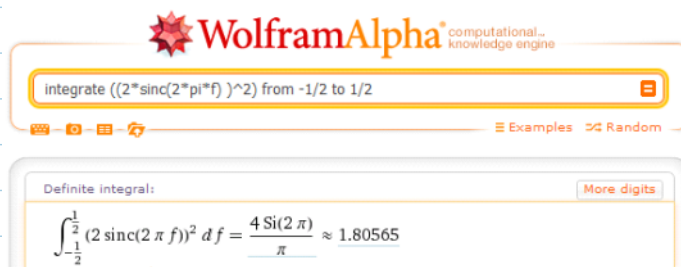 WolframAlpha computational... knowledge engine
integrate ((2*sinc(2*pi*f) )^2) from -1/2 to 1/2
Examples Random
Definite integral: More digits
∫_{-1/2}^{1/2} (2 sinc(2 π f))² d f = 4 Si(2 π)/π ≈ 1.80565